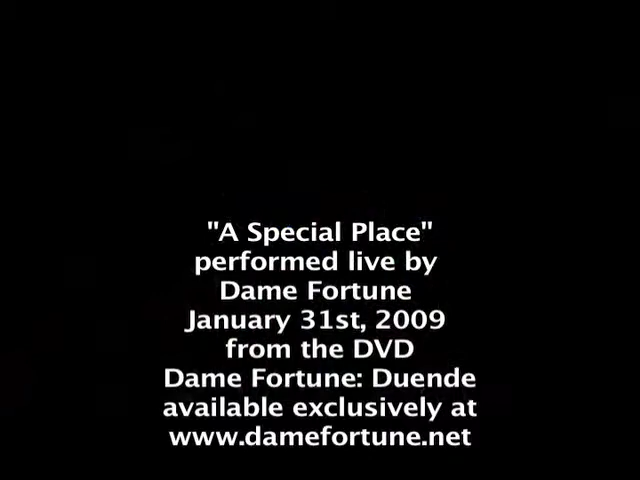 "A Special Place"
performed live by
Dame Fortune
January 31st, 2009
from the DVD
Dame Fortune: Duende
available exclusively at
www.damefortune.net